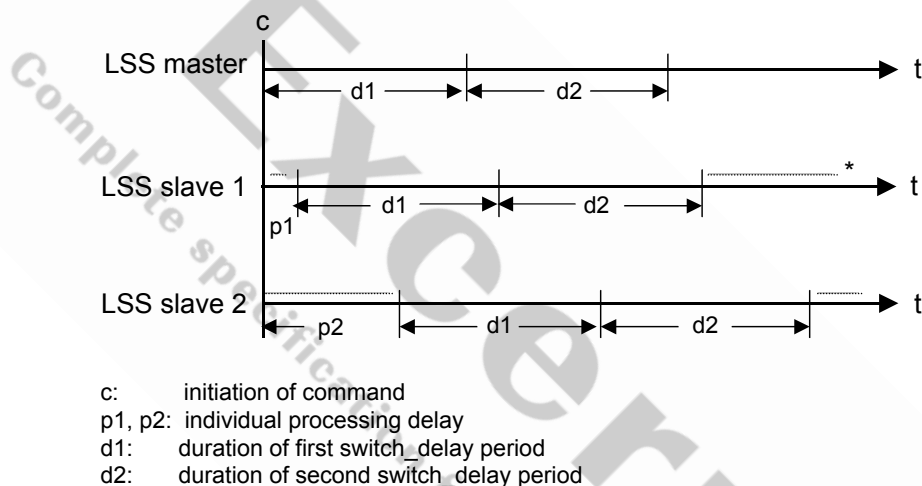 c
LSS master
t
d1
d2
LSS slave 1
*
t
p1
d1
d2
LSS slave 2
t
p2
d1
d2
c: initiation of command
p1, p2: individual processing delay
d1: duration of first switch_delay period
d2: duration of second switch_delay period
Complete specification
Excer